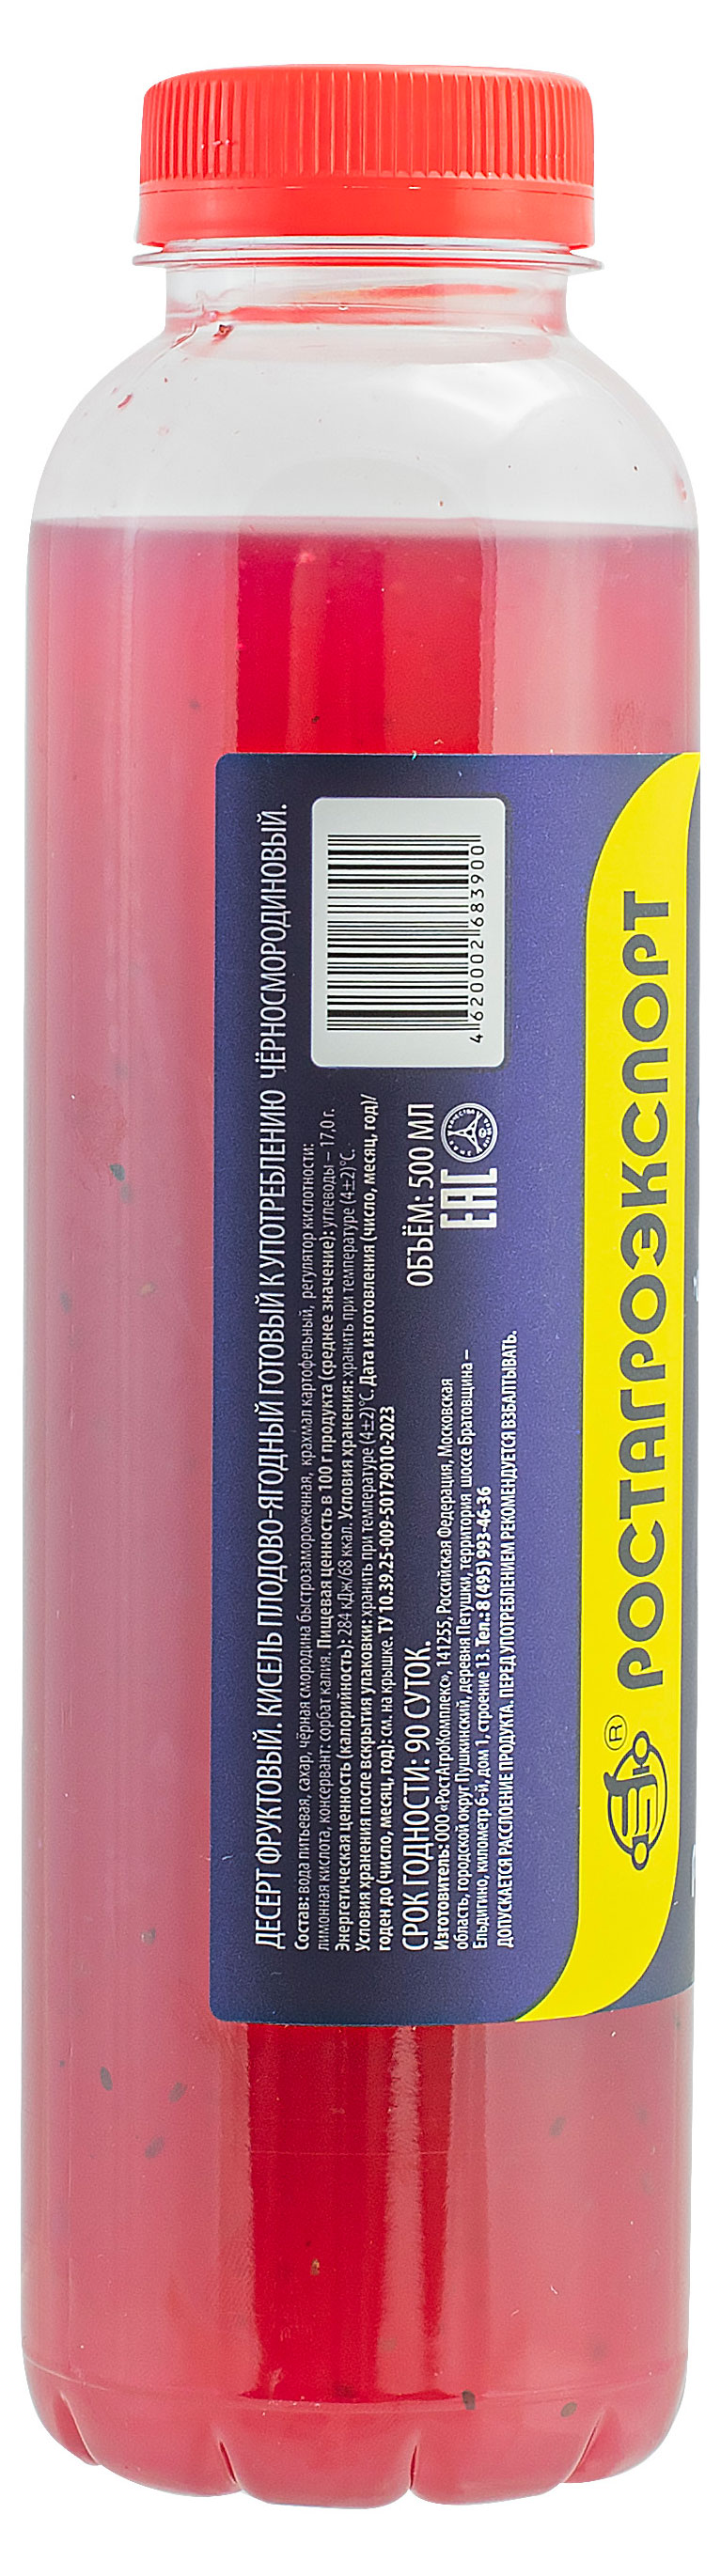 ДЕСЕРТ ФРУКТОВЫЙ. КИСЕЛЬ ПЛОДОВО-ЯГОДНЫЙ ГОТОВЫЙ К УПОТРЕБЛЕНИЮ ЧЁРНОСМОРОДИНОВЫЙ.
Состав: вода питьевая, сахар, чёрная смородина быстрозамороженная, крахмал картофельный, регулятор кислотности:
лимонная кислота, консервант: сорбат калия. Пищевая ценность в 100 г продукта (среднее значение): углеводы – 17,0 г.
Энергетическая ценность (калорийность): 284 кДж/68 ккал. Условия хранения: хранить при температуре (4±2)°С.
Условия хранения после вскрытия упаковки: хранить при температуре (4±2)°С. Дата изготовления (число, месяц, год)/
годен до (число, месяц, год): см. на крышке. ТУ 10.39.25-009-50179010-2023
СРОК ГОДНОСТИ: 90 СУТОК.
ОБЪЁМ: 500 МЛ
Изготовитель: ООО «РостАгроКомплекс», 141255, Российская Федерация, Московская
область, городской округ Пушкинский, деревня Петушки, территория шоссе Братовщина –
Ельдигино, километр 6-й, дом 1, строение 13. Тел.: 8 (495) 993-46-36
ДОПУСКАЕТСЯ РАССЛОЕНИЕ ПРОДУКТА. ПЕРЕД УПОТРЕБЛЕНИЕМ РЕКОМЕНДУЕТСЯ ВЗБАЛТЫВАТЬ.
ЕАС
4 620002 683900
® РОСТАГРОЭКСПОРТ